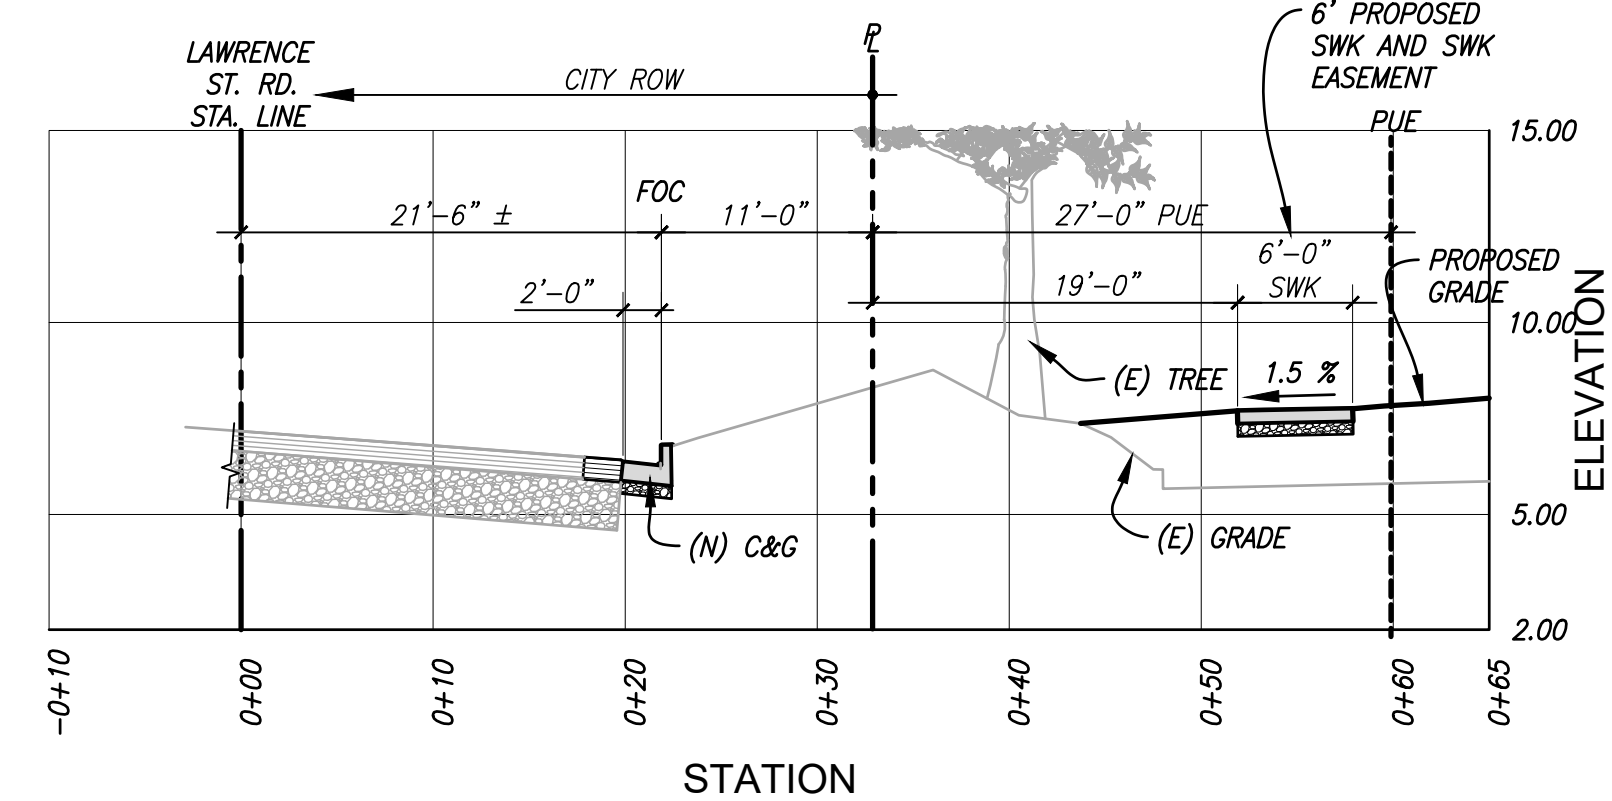 6' PROPOSED
SWK AND SWK
EASEMENT
PL
LAWRENCE
ST. RD.
STA. LINE
CITY ROW
PUE
15.00
FOC
21'-6" ±
11'-0"
27'-0" PUE
6'-0"
SWK
2'-0"
19'-0"
PROPOSED
GRADE
10.00
(E) TREE
1.5 %
ELEVATION
5.00
(N) C&G
(E) GRADE
2.00
-0+10
0+00
0+10
0+20
0+30
0+40
0+50
0+60
0+65
STATION